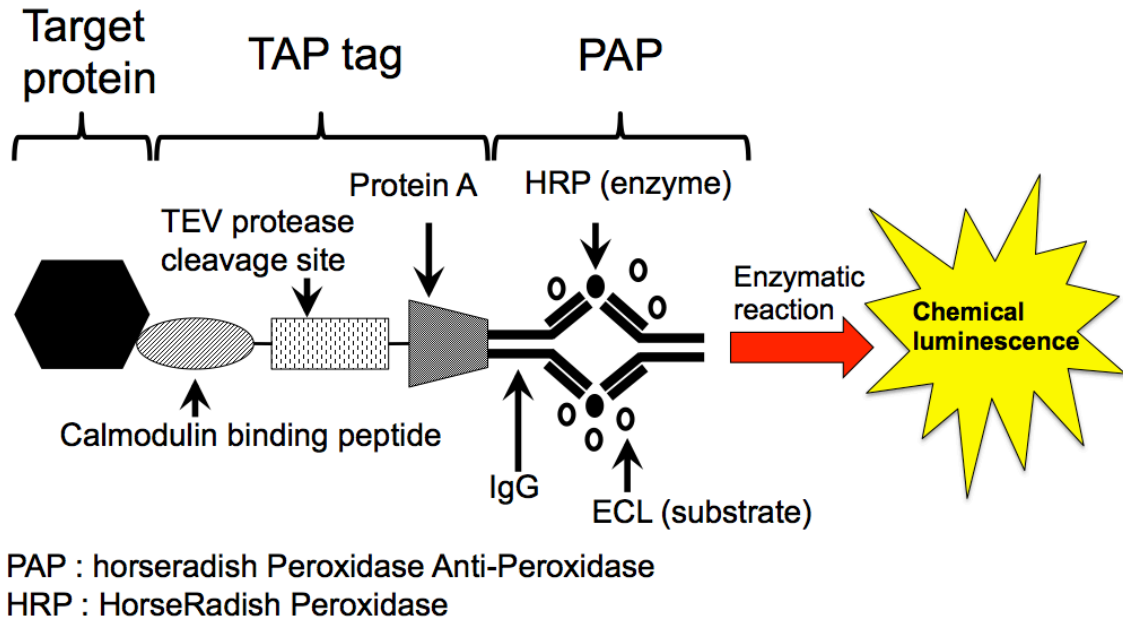 Target
protein
TAP tag
PAP
Protein A
HRP (enzyme)
TEV protease
cleavage site
Enzymatic
reaction
Chemical
luminescence
Calmodulin binding peptide
IgG
ECL (substrate)
PAP : horseradish Peroxidase Anti-Peroxidase
HRP : HorseRadish Peroxidase